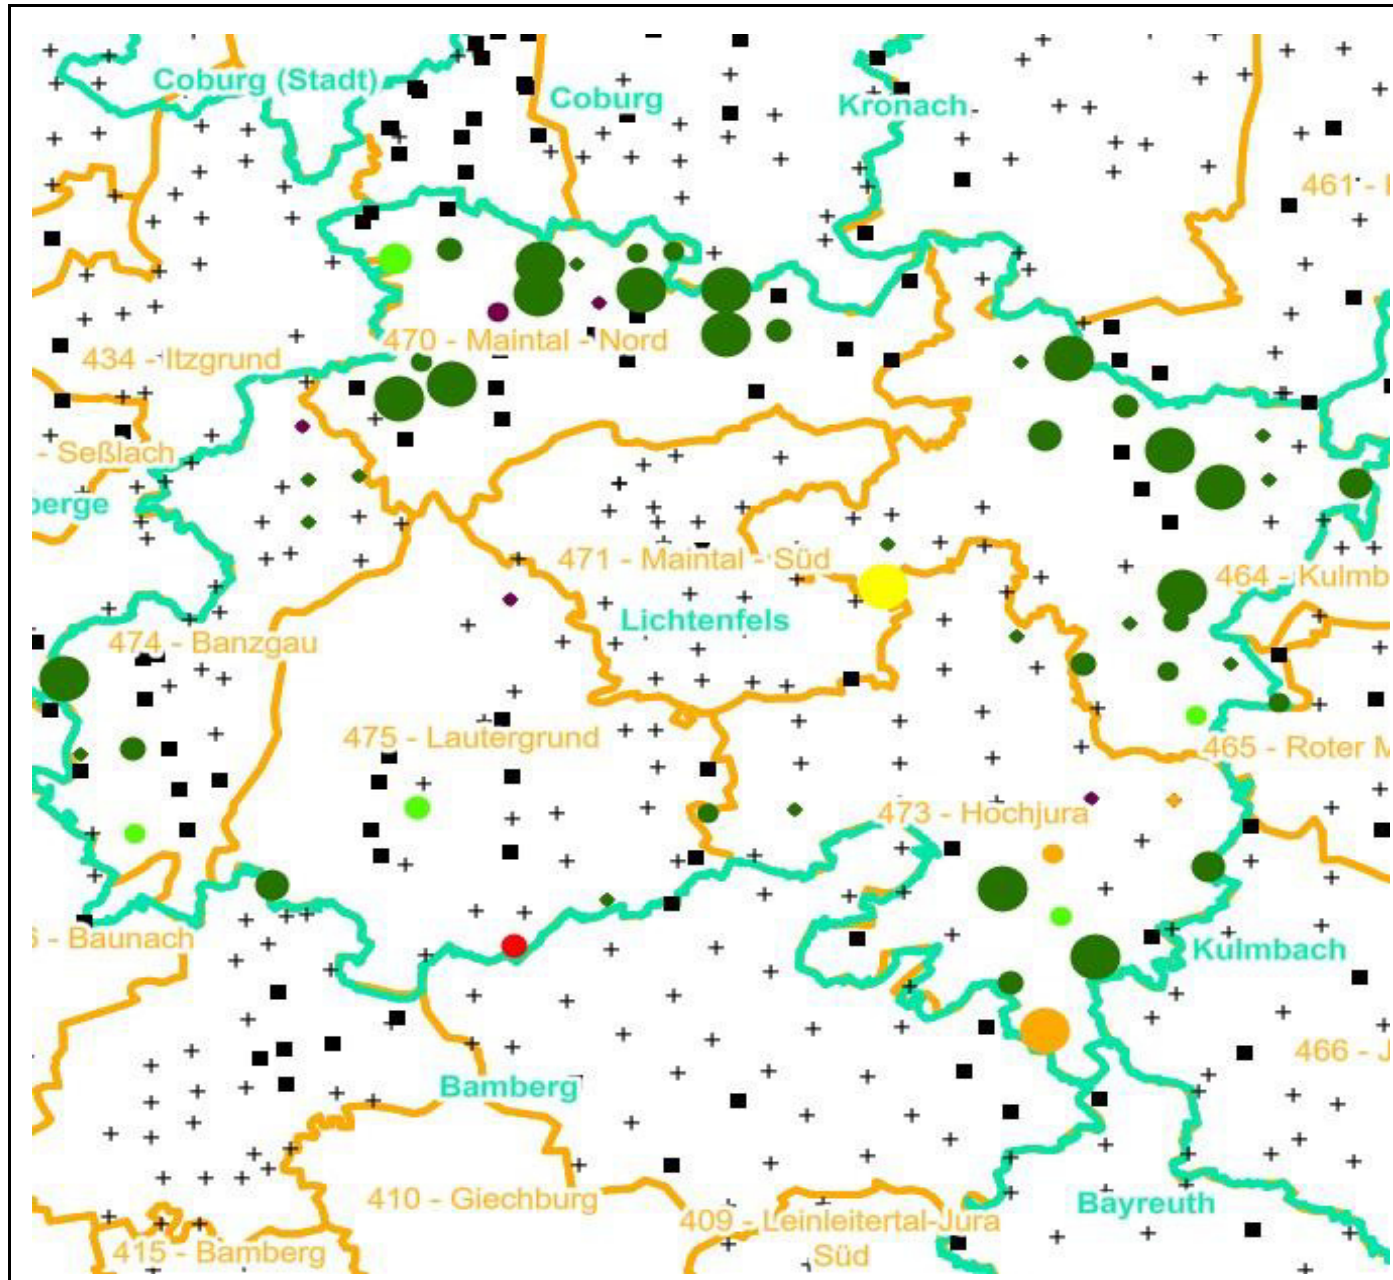 Coburg (Stadt)
Coburg
Kronach
461 -
470 - Maintal - Nord
434 - Itzgrund
- Seßlach
berge
471 - Maintal - Süd
464 - Kulmb
Lichtenfels
474 - Banzgau
475 - Lautergrund
465 - Roter M
473 - Hochjura
- Baunach
Kulmbach
466 - J
Bamberg
410 - Giechburg
Bayreuth
409 - Leinleitertal-Jura
Süd
415 - Bamberg